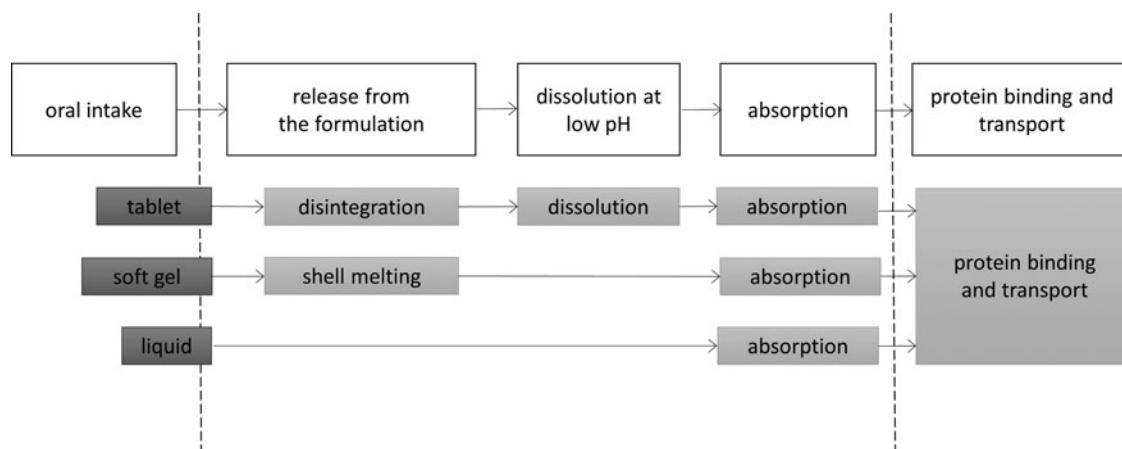 oral intake
release from
the formulation
dissolution at
low pH
absorption
protein binding and
transport
tablet
disintegration
dissolution
absorption
soft gel
shell melting
absorption
protein binding
and transport
liquid
absorption